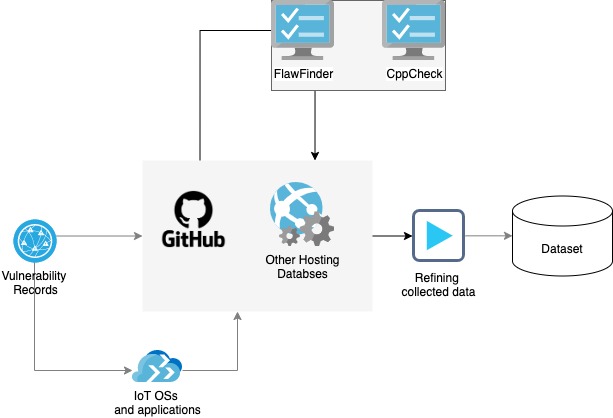 FlawFinder
CppCheck
GitHub
Other Hosting
Databses
Vulnerability
Records
Refining
collected data
Dataset
IoT OSs
and applications